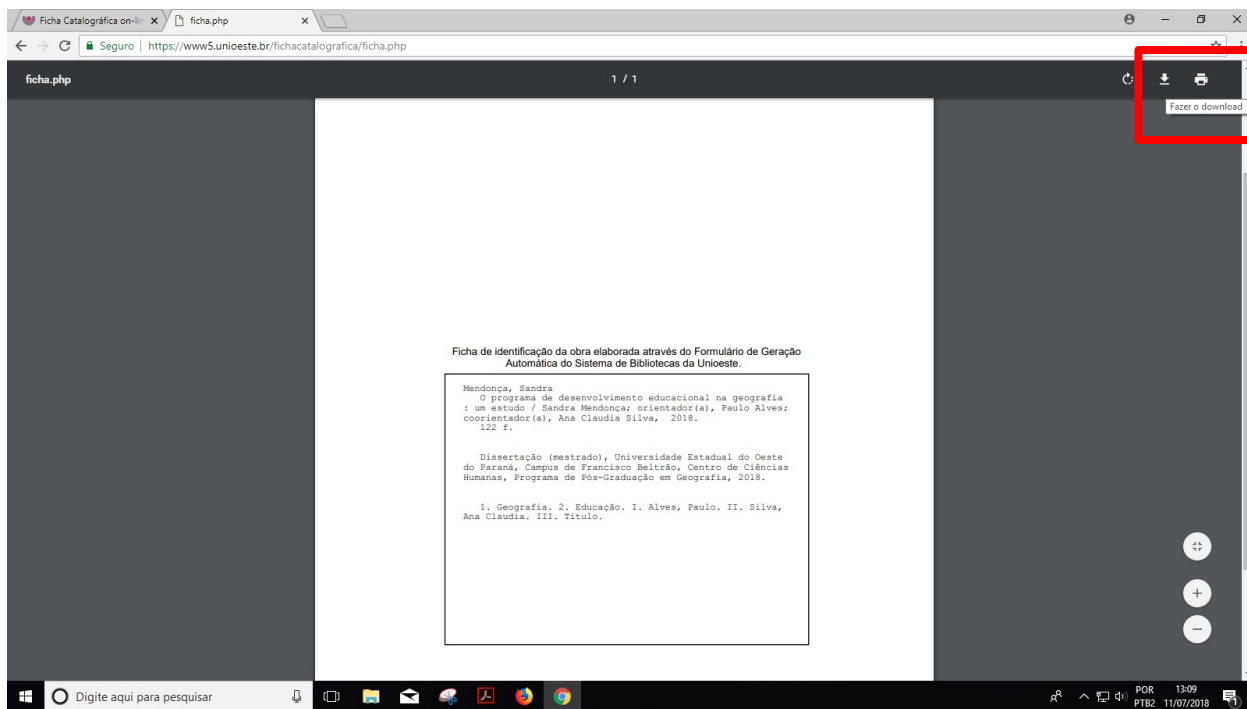 Ficha Catalográfica on-lin
ficha.php
Seguro | https://www5.unioeste.br/fichacatalografica/ficha.php
ficha.php
1 / 1
Fazer o download
Ficha de identificação da obra elaborada através do Formulário de Geração
Automática do Sistema de Bibliotecas da Unioeste.
Mendonça, Sandra
O programa de desenvolvimento educacional na geografia
: um estudo / Sandra Mendonça; orientador(a), Paulo Alves;
coorientador(a), Ana Claudia Silva, 2018.
122 f.
Dissertação (mestrado), Universidade Estadual do Oeste
do Paraná, Campus de Francisco Beltrão, Centro de Ciências
Humanas, Programa de Pós-Graduação em Geografia, 2018.
1. Geografia. 2. Educação. I. Alves, Paulo. II. Silva,
Ana Claudia. III. Título.
Digite aqui para pesquisar
POR
PTB2
13:09
11/07/2018
1